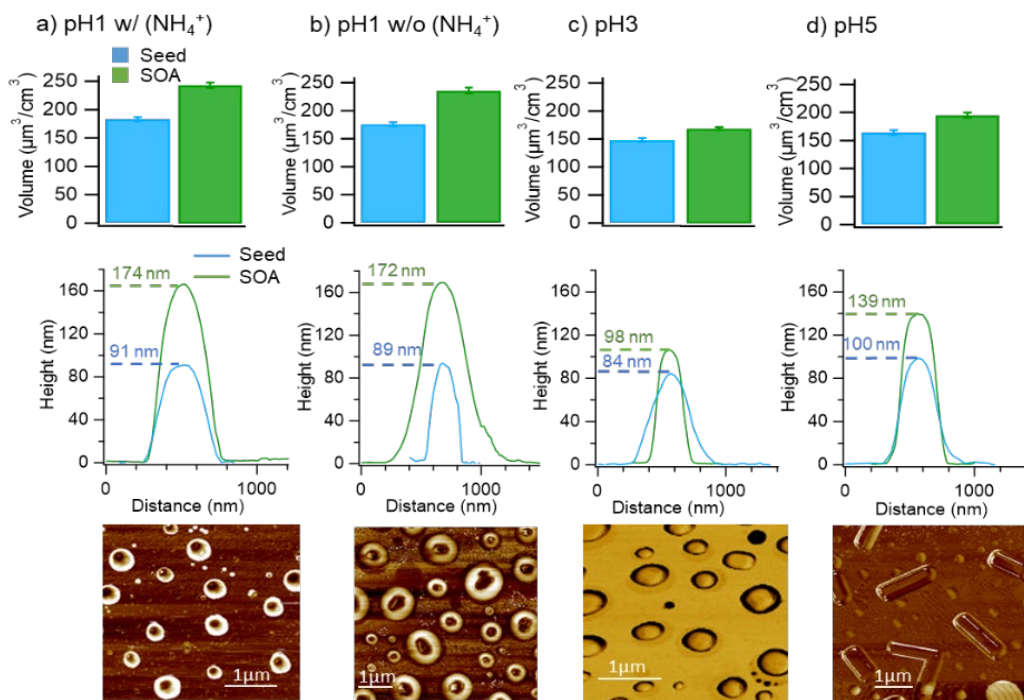 a) pH1 w/ (NH₄⁺)
b) pH1 w/o (NH₄⁺)
c) pH3
d) pH5
Seed
SOA
Volume (µm³/cm³)
250
200
150
100
50
0
Volume (µm³/cm³)
250
200
150
100
50
0
Volume (µm³/cm³)
250
200
150
100
50
0
Volume (µm³/cm³)
250
200
150
100
50
0
Seed
SOA
Height (nm)
160
120
80
40
0
174 nm
91 nm
0
1000
Distance (nm)
Height (nm)
160
120
80
40
0
172 nm
89 nm
0
1000
Distance (nm)
Height (nm)
160
120
80
40
0
98 nm
84 nm
0
1000
Distance (nm)
Height (nm)
160
120
80
40
0
139 nm
100 nm
0
1000
Distance (nm)
1µm
1µm
1µm
1µm